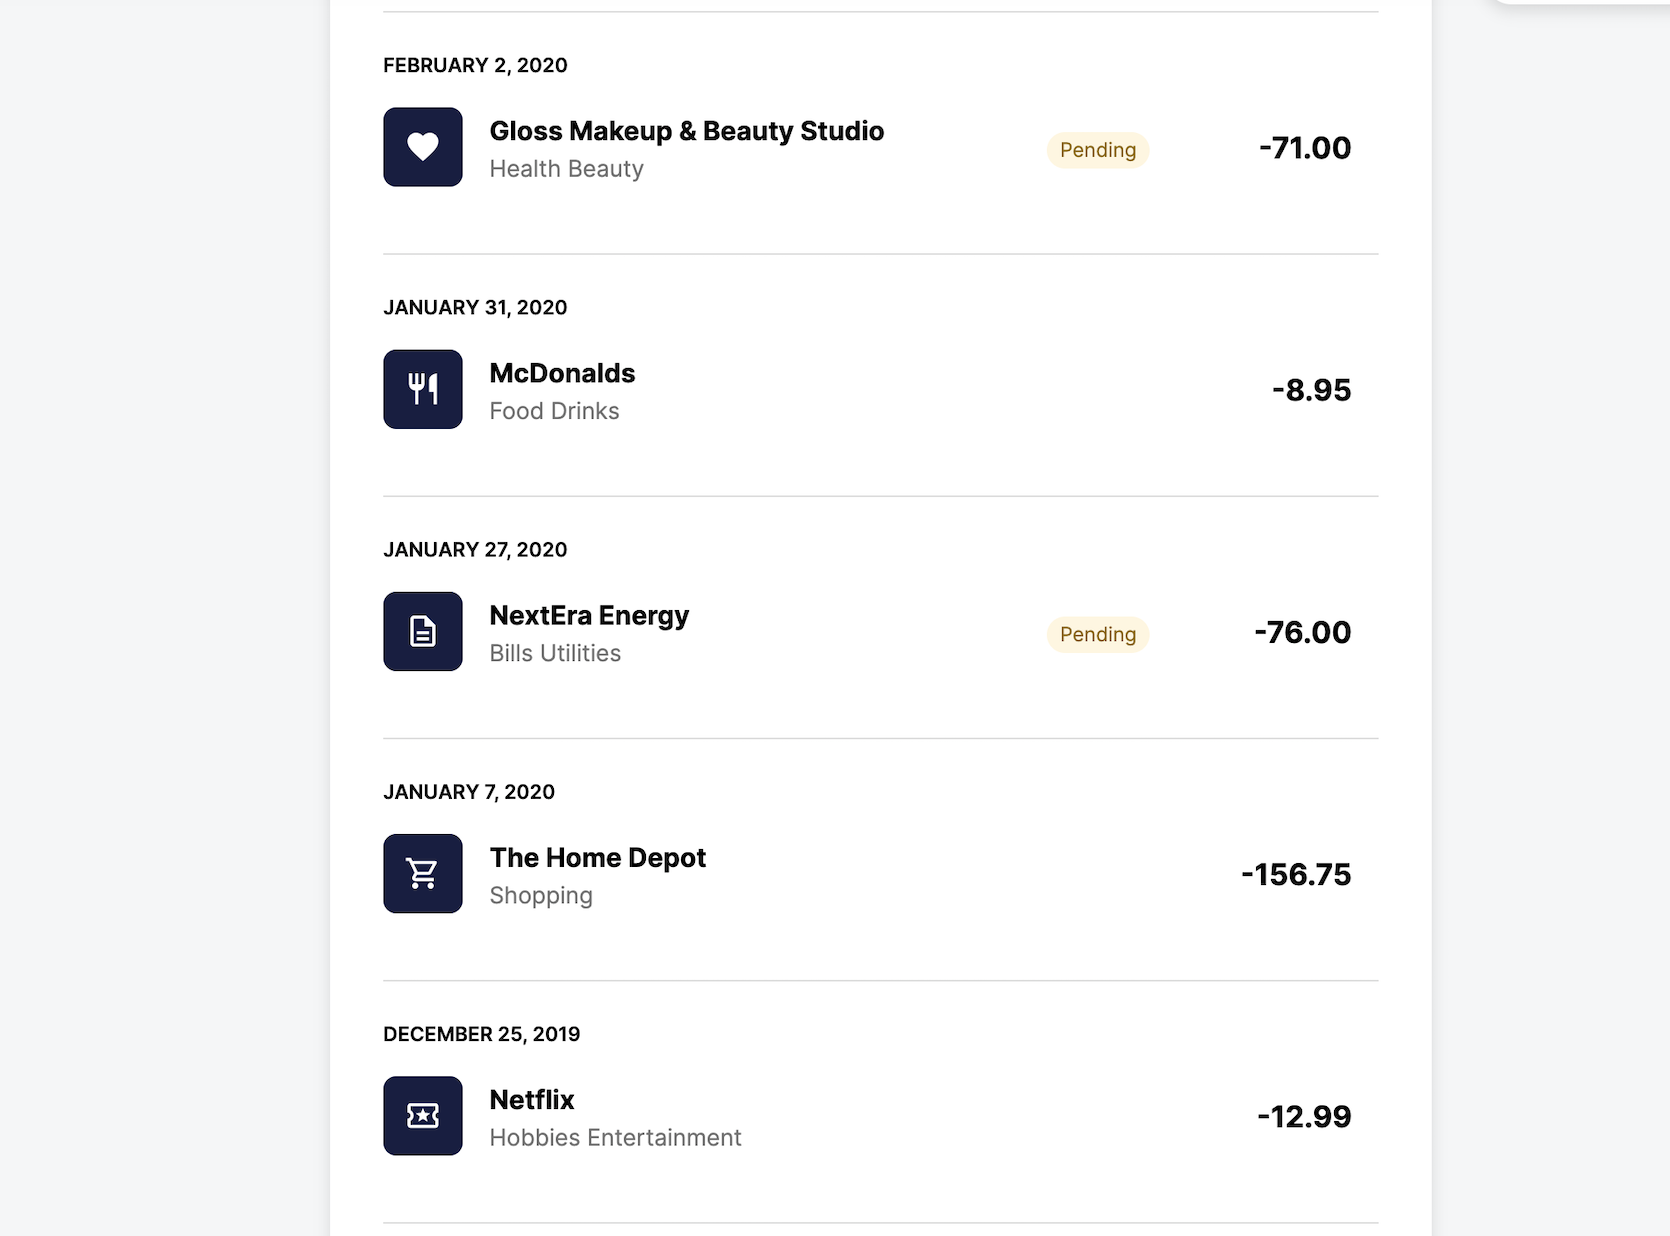 FEBRUARY 2, 2020
Gloss Makeup & Beauty Studio
Health Beauty
Pending
-71.00
JANUARY 31, 2020
McDonalds
Food Drinks
-8.95
JANUARY 27, 2020
NextEra Energy
Bills Utilities
Pending
-76.00
JANUARY 7, 2020
The Home Depot
Shopping
-156.75
DECEMBER 25, 2019
Netflix
Hobbies Entertainment
-12.99